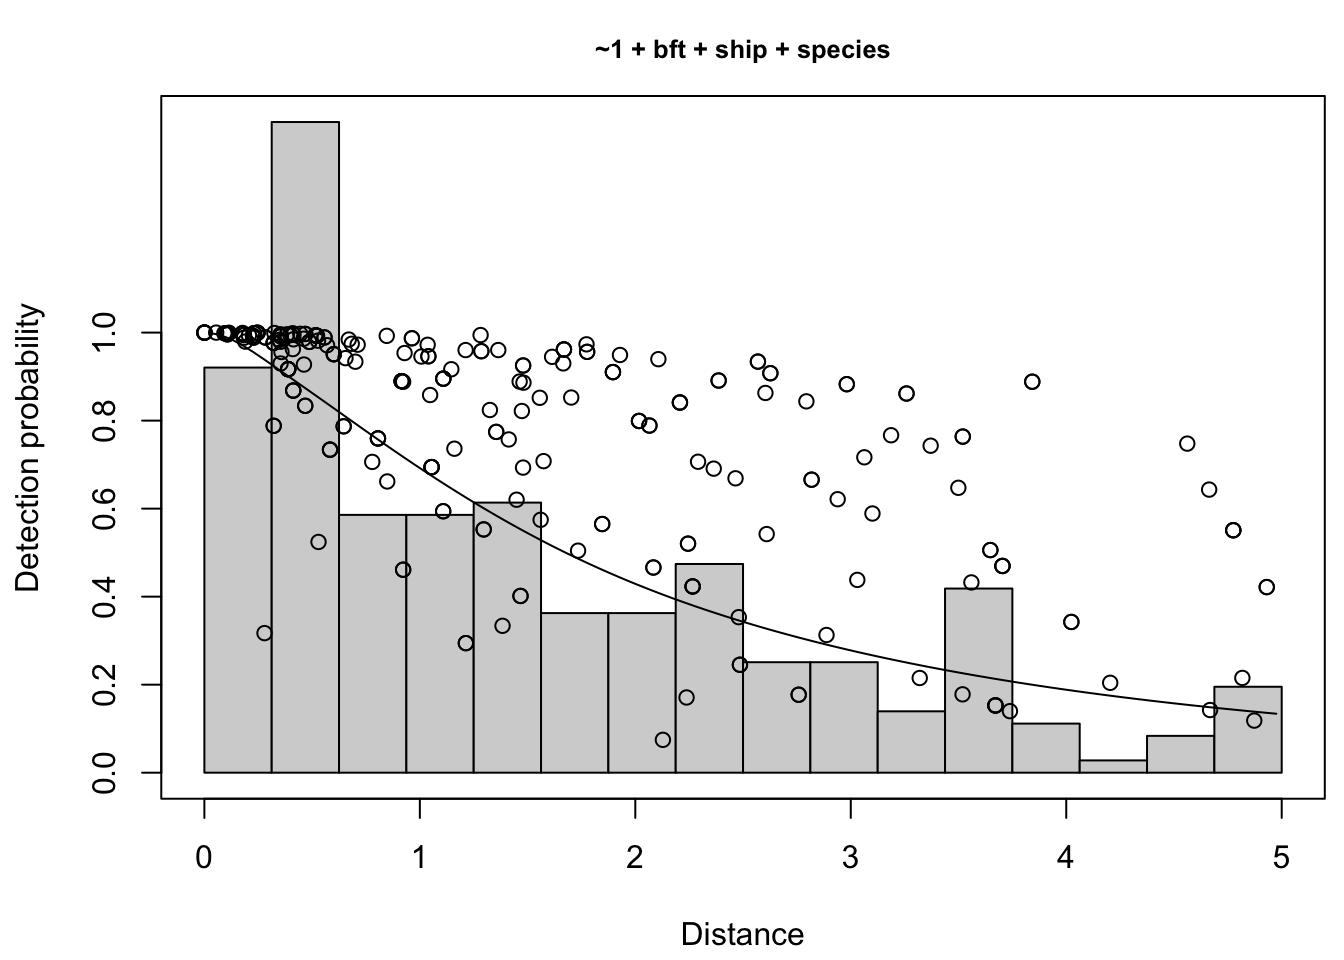 ~1 + bft + ship + species
Detection probability
1.0
0.8
0.6
0.4
0.2
0.0
0 1 2 3 4 5
Distance